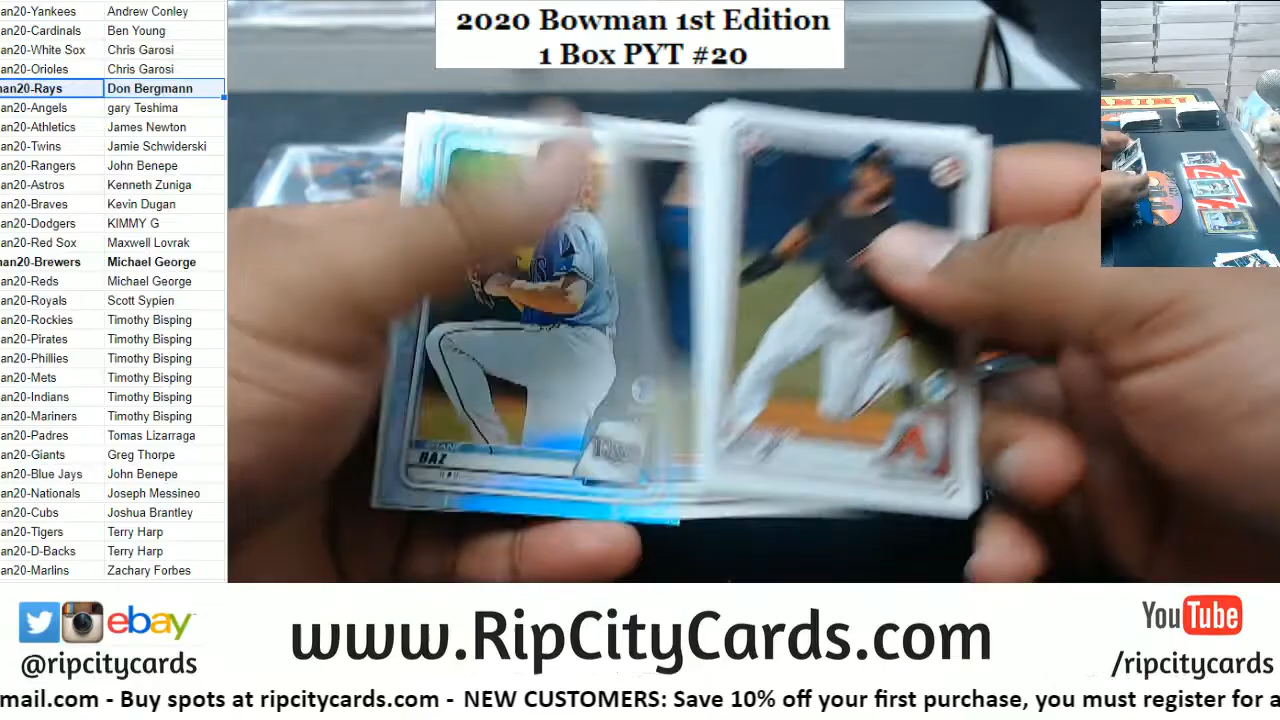 2020 Bowman 1st Edition
1 Box PYT #20
an20-Yankees Andrew Conley
an20-Cardinals Ben Young
an20-White Sox Chris Garosi
an20-Orioles Chris Garosi
nan20-Rays Don Bergmann
an20-Angels gary Teshima
an20-Athletics James Newton
an20-Twins Jamie Schwiderski
an20-Rangers John Benepe
an20-Astros Kenneth Zuniga
an20-Braves Kevin Dugan
an20-Dodgers KIMMY G
an20-Red Sox Maxwell Lovrak
nan20-Brewers Michael George
an20-Reds Michael George
an20-Royals Scott Sypien
an20-Rockies Timothy Bisping
an20-Pirates Timothy Bisping
an20-Phillies Timothy Bisping
an20-Mets Timothy Bisping
an20-Indians Timothy Bisping
an20-Mariners Timothy Bisping
an20-Padres Tomas Lizarraga
an20-Giants Greg Thorpe
an20-Blue Jays John Benepe
an20-Nationals Joseph Messineo
an20-Cubs Joshua Brantley
an20-Tigers Terry Harp
an20-D-Backs Terry Harp
an20-Marlins Zachary Forbes
BAZ
ebay
@ripcitycards
www.RipCityCards.com
YouTube
/ripcitycards
mail.com - Buy spots at ripcitycards.com - NEW CUSTOMERS: Save 10% off your first purchase, you must register for a